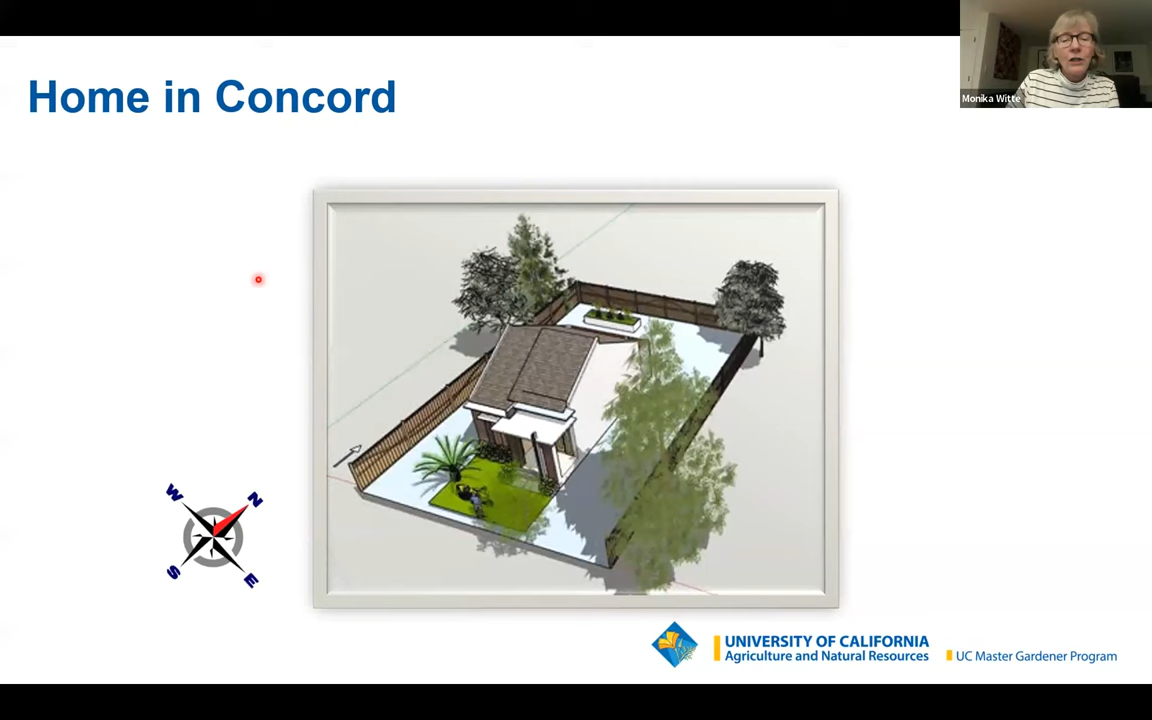 Home in Concord
Monika Witte
W
N
S
E
UNIVERSITY OF CALIFORNIA
Agriculture and Natural Resources
UC Master Gardener Program